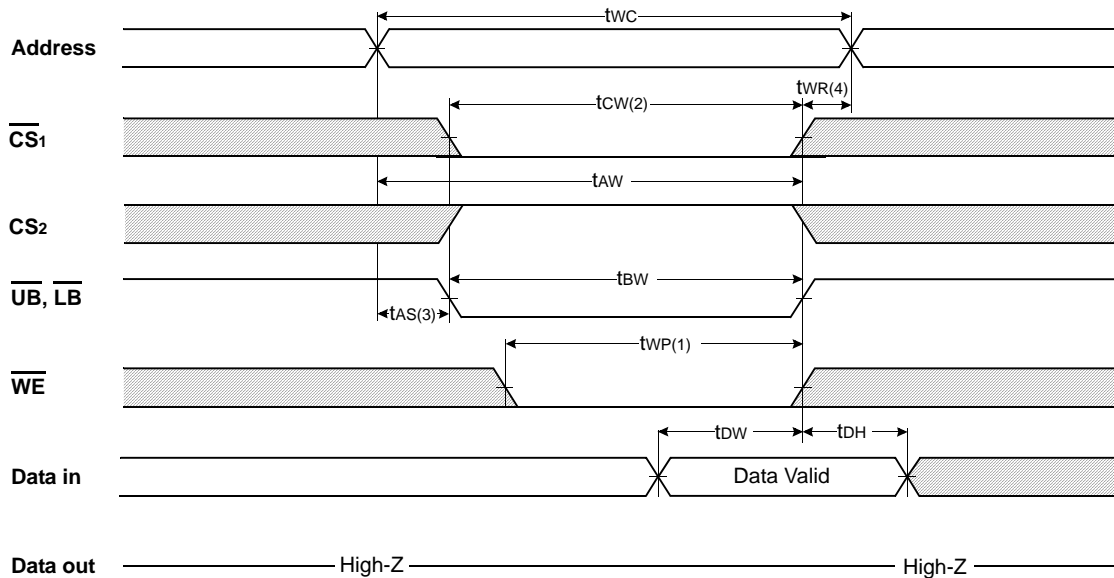 tWC
Address
tCW(2)
tWR(4)
CS1
tAW
CS2
tBW
UB, LB
tAS(3)
tWP(1)
WE
tDW
tDH
Data in
Data Valid
Data out
High-Z
High-Z